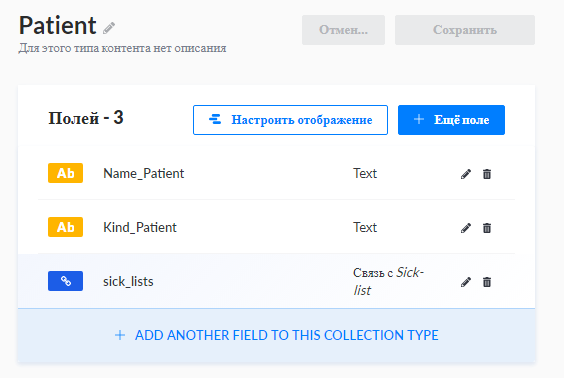 Patient
Для этого типа контента нет описания
Отмен...
Сохранить
Полей - 3
Настроить отображение
Ещё поле
Ab
Name_Patient
Text
Ab
Kind_Patient
Text
sick_lists
Связь с Sick-
list
ADD ANOTHER FIELD TO THIS COLLECTION TYPE